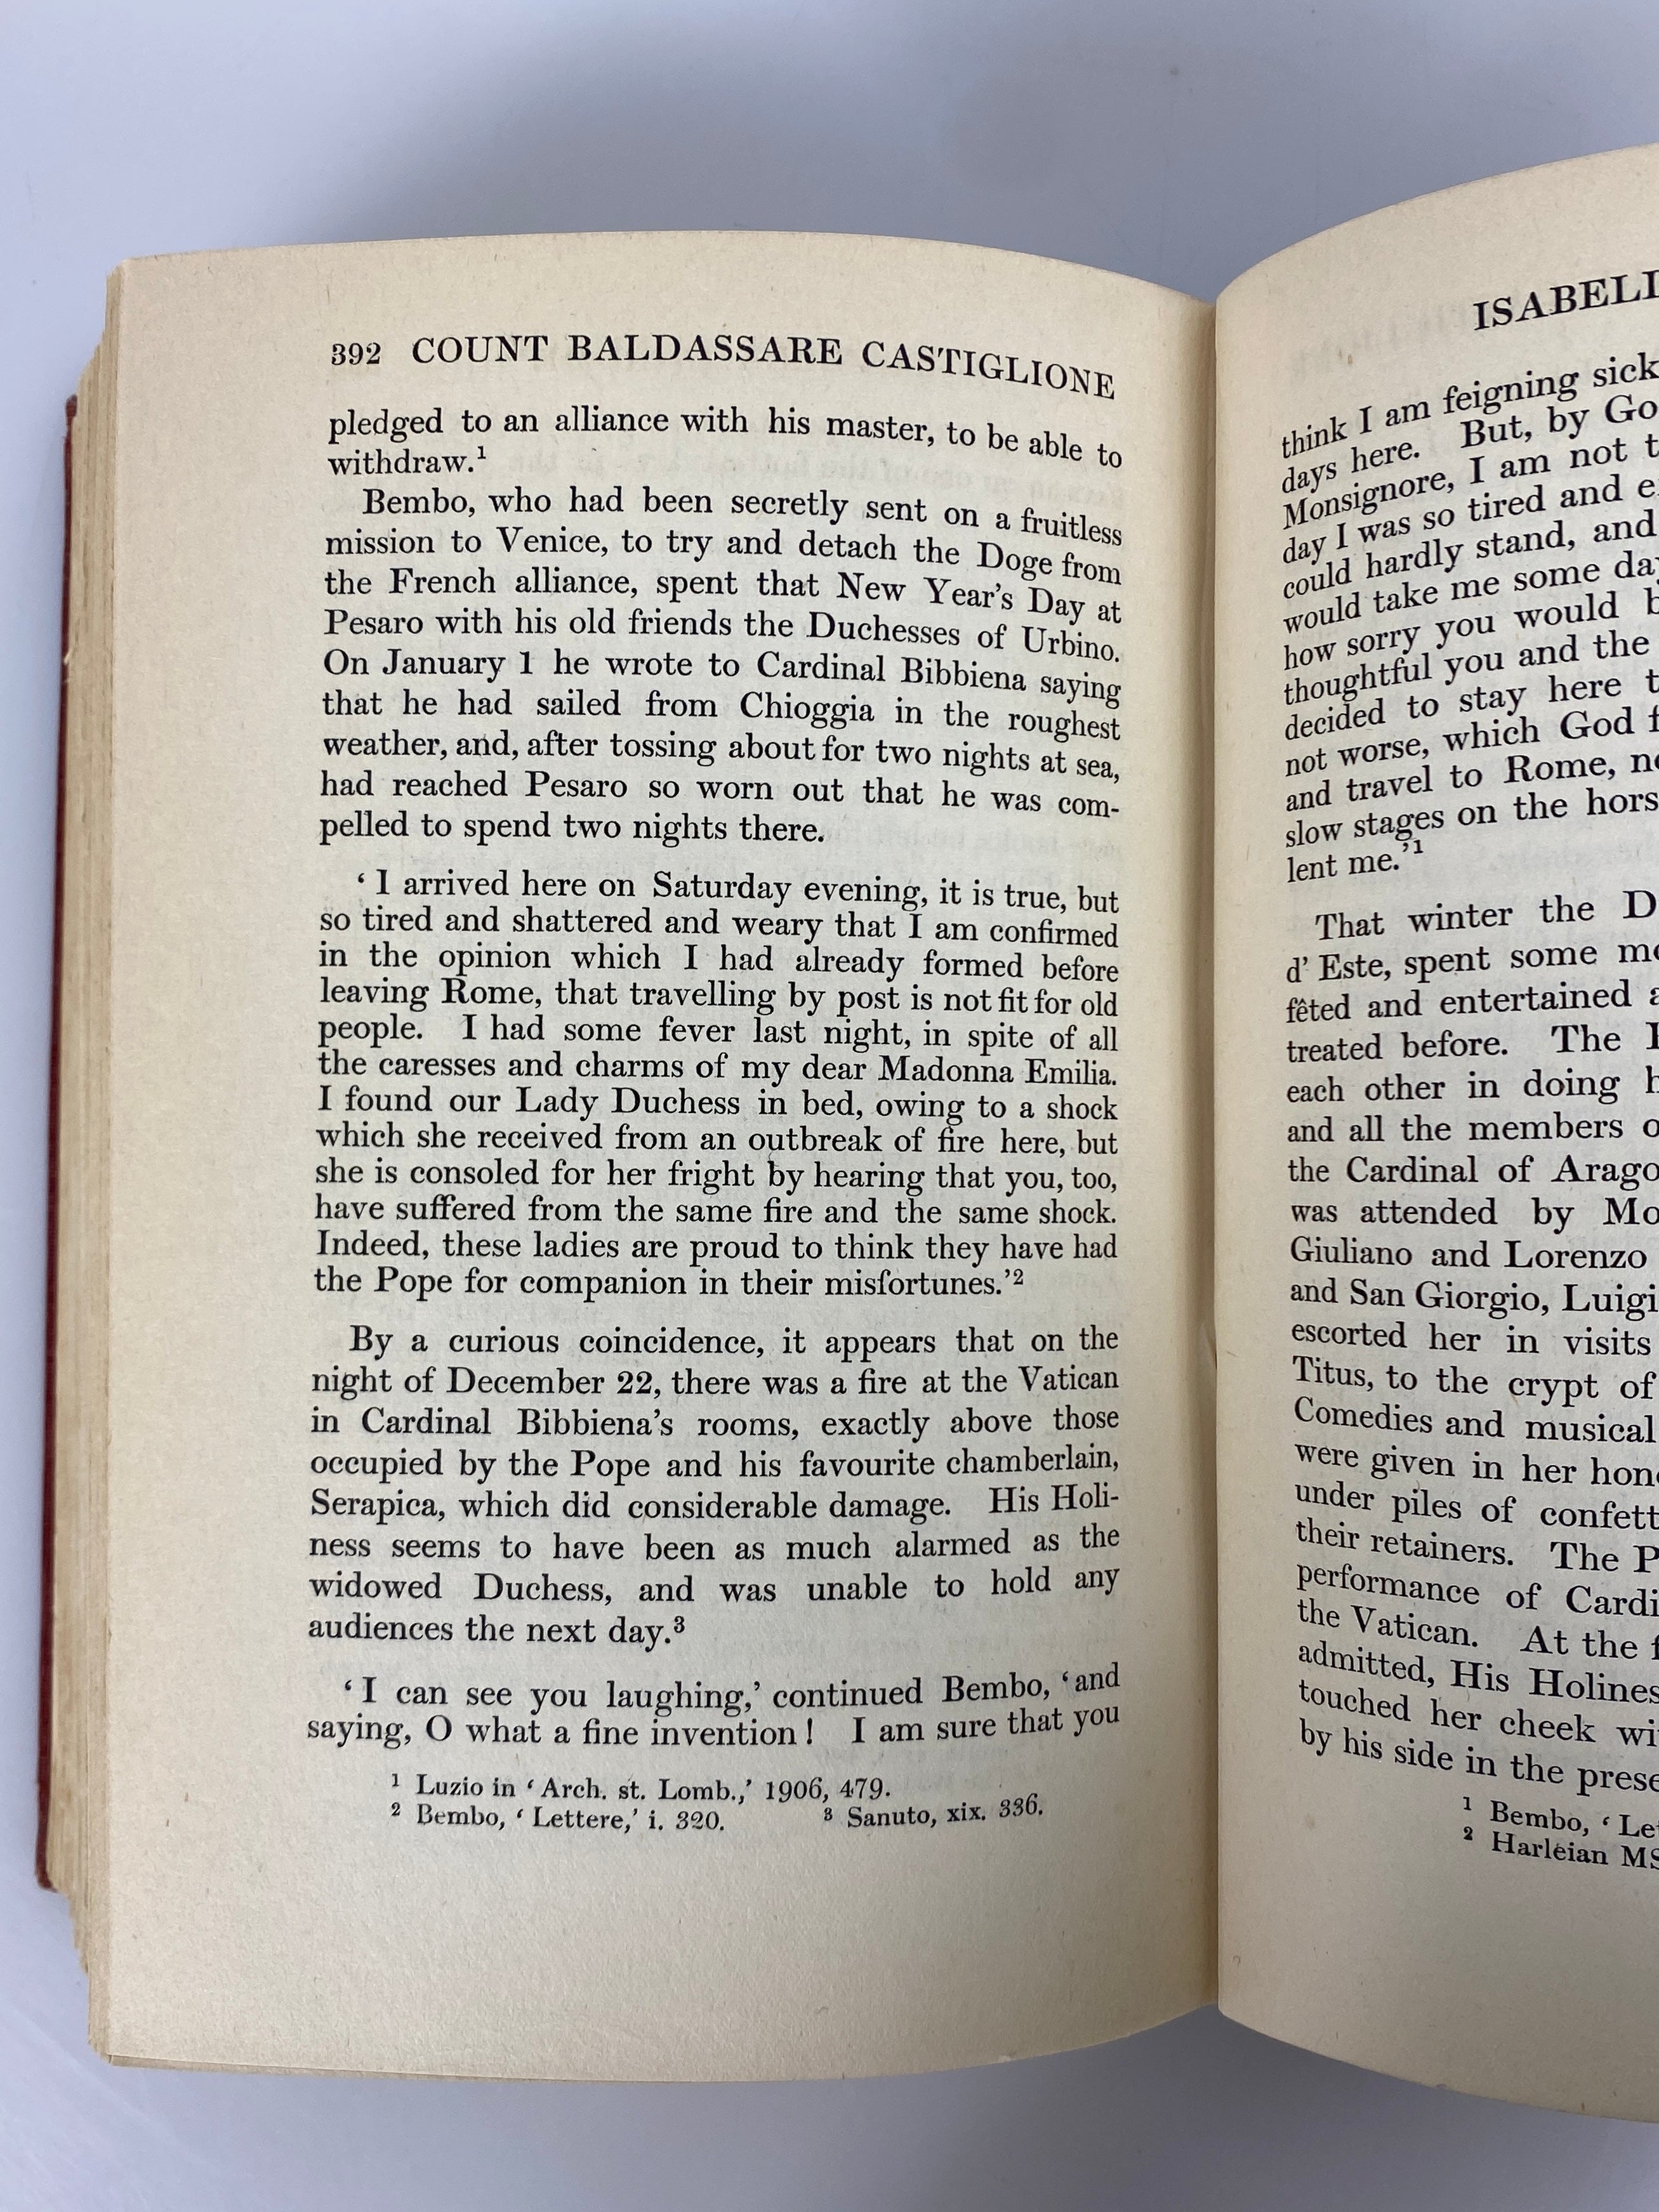 392 COUNT BALDASSARE CASTIGLIONE
pledged to an alliance with his master, to be able to
withdraw.¹
Bembo, who had been secretly sent on a fruitless
mission to Venice, to try and detach the Doge from
the French alliance, spent that New Year's Day at
Pesaro with his old friends the Duchesses of Urbino.
On January 1 he wrote to Cardinal Bibbiena saying
that he had sailed from Chioggia in the roughest
weather, and, after tossing about for two nights at sea,
had reached Pesaro so worn out that he was com-
pelled to spend two nights there.
‘I arrived here on Saturday evening, it is true, but
so tired and shattered and weary that I am confirmed
in the opinion which I had already formed before
leaving Rome, that travelling by post is not fit for old
people. I had some fever last night, in spite of all
the caresses and charms of my dear Madonna Emilia.
I found our Lady Duchess in bed, owing to a shock
which she received from an outbreak of fire here, but
she is consoled for her fright by hearing that you, too,
have suffered from the same fire and the same shock.
Indeed, these ladies are proud to think they have had
the Pope for companion in their misfortunes.’²
By a curious coincidence, it appears that on the
night of December 22, there was a fire at the Vatican
in Cardinal Bibbiena's rooms, exactly above those
occupied by the Pope and his favourite chamberlain,
Serapica, which did considerable damage. His Holi-
ness seems to have been as much alarmed as the
widowed Duchess, and was unable to hold any
audiences the next day.³
‘I can see you laughing,’ continued Bembo, ‘and
saying, O what a fine invention! I am sure that you
¹ Luzio in ‘Arch. st. Lomb.,’ 1906, 479.
² Bembo, ‘Lettere,’ i. 320. ³ Sanuto, xix. 336.
think I am feigning sick
days here. But, by Go
Monsignore, I am not t
day I was so tired and e
could hardly stand, and
would take me some day
how sorry you would b
thoughtful you and the
decided to stay here t
not worse, which God f
and travel to Rome, no
slow stages on the hors
lent me.’¹
That winter the D
d'Este, spent some mo
fêted and entertained a
treated before. The
each other in doing h
and all the members o
the Cardinal of Arago
was attended by Mo
Giuliano and Lorenzo
and San Giorgio, Luigi
escorted her in visits
Titus, to the crypt of
Comedies and musical
were given in her hono
under piles of confett
their retainers. The P
performance of Cardi
the Vatican. At the f
admitted, His Holines
touched her cheek wi
by his side in the prese
¹ Bembo, ‘Let
² Harleian MS